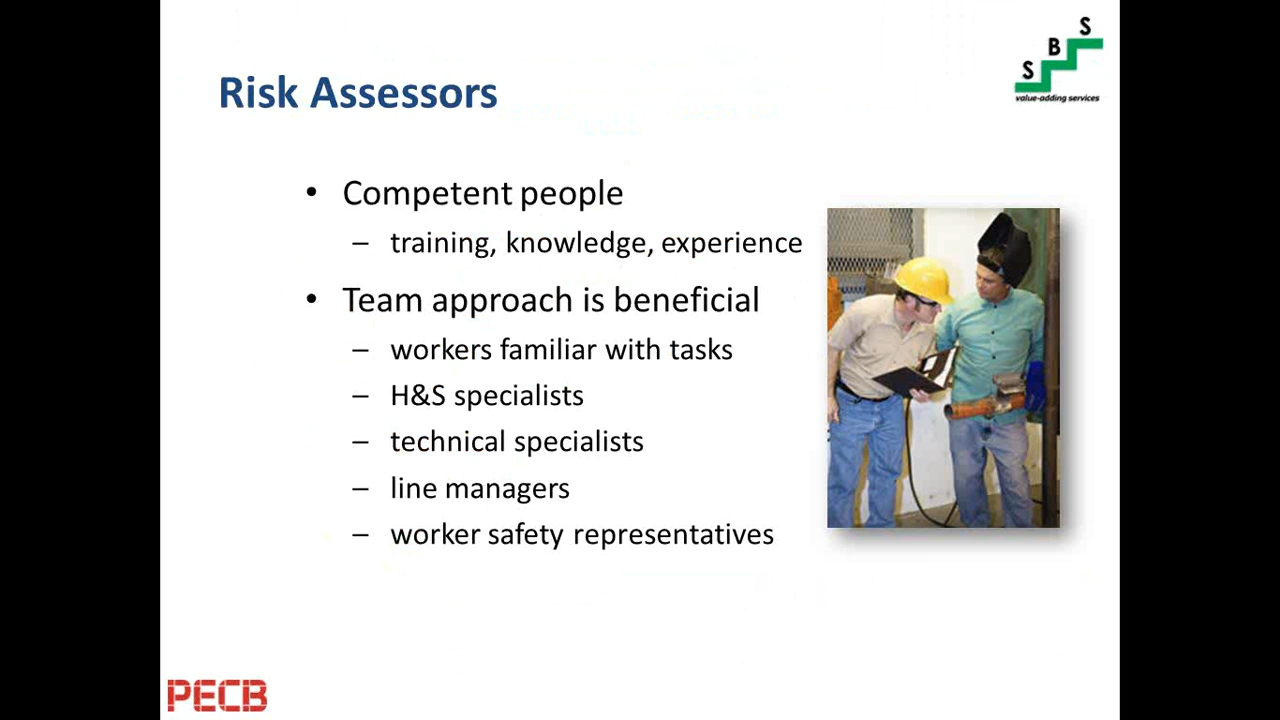 S
B
S
value-adding services
Risk Assessors
• Competent people
– training, knowledge, experience
• Team approach is beneficial
– workers familiar with tasks
– H&S specialists
– technical specialists
– line managers
– worker safety representatives
PECB